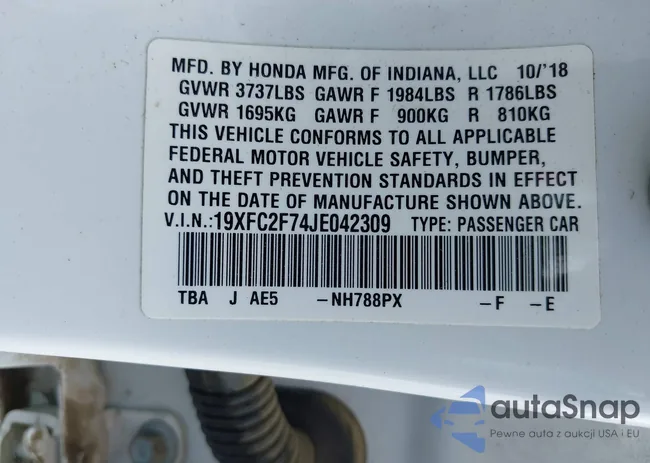 MFD. BY HONDA MFG. OF INDIANA, LLC 10/'18
GVWR 3737LBS GAWR F 1984LBS R 1786LBS
GVWR 1695KG GAWR F 900KG R 810KG
THIS VEHICLE CONFORMS TO ALL APPLICABLE
FEDERAL MOTOR VEHICLE SAFETY, BUMPER,
AND THEFT PREVENTION STANDARDS IN EFFECT
ON THE DATE OF MANUFACTURE SHOWN ABOVE.
V.I.N.:19XFC2F74JE042309 TYPE: PASSENGER CAR
TBA J AE5 –NH788PX –F –E
autaSnap
Pewne auta z aukcji USA i EU